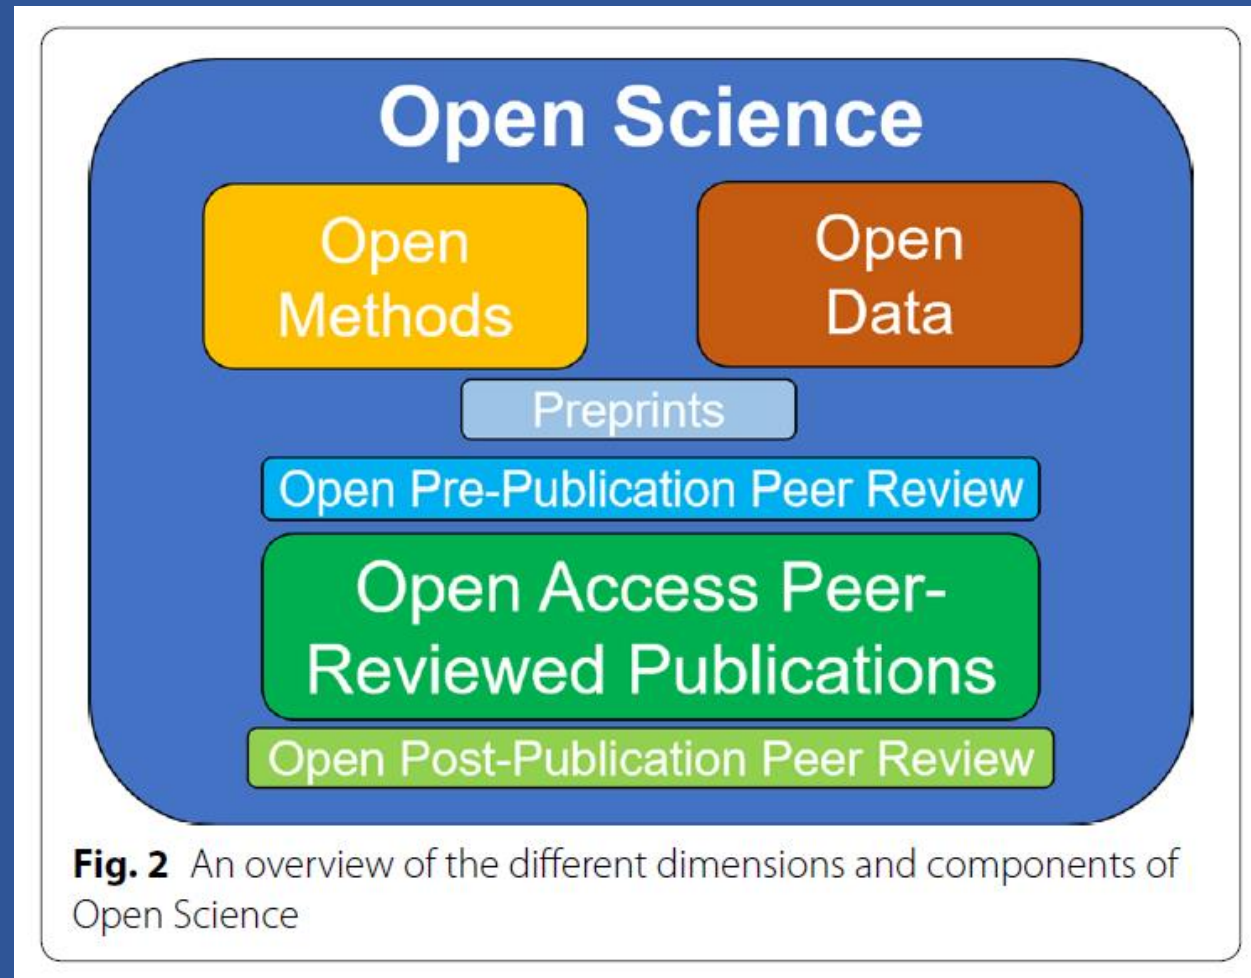 Open Science
Open
Methods
Open
Data
Preprints
Open Pre-Publication Peer Review
Open Access Peer-
Reviewed Publications
Open Post-Publication Peer Review
Fig. 2 An overview of the different dimensions and components of
Open Science